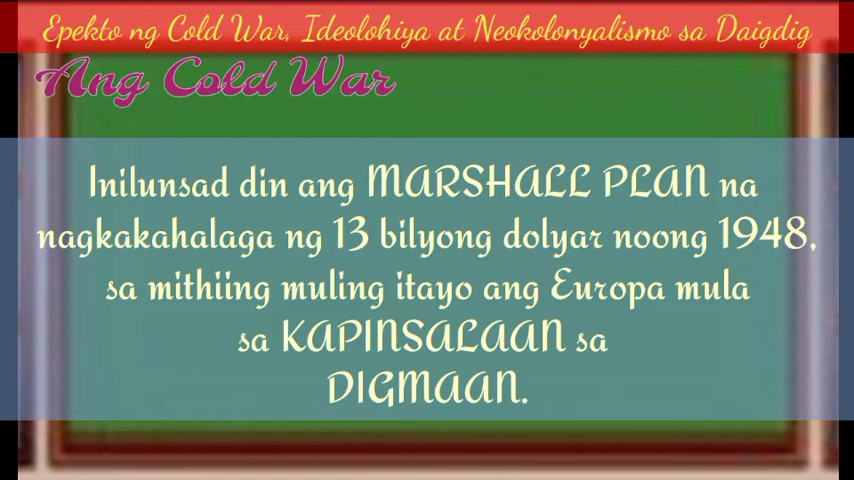 Epekto ng Cold War, Ideolohiya at Neokolonyalismo sa Daigdig
Ang Cold War
Inilunsad din ang MARSHALL PLAN na
nagkakahalaga ng 13 bilyong dolyar noong 1948,
sa mithiing muling itayo ang Europa mula
sa KAPINSALAAN sa
DIGMAAN.